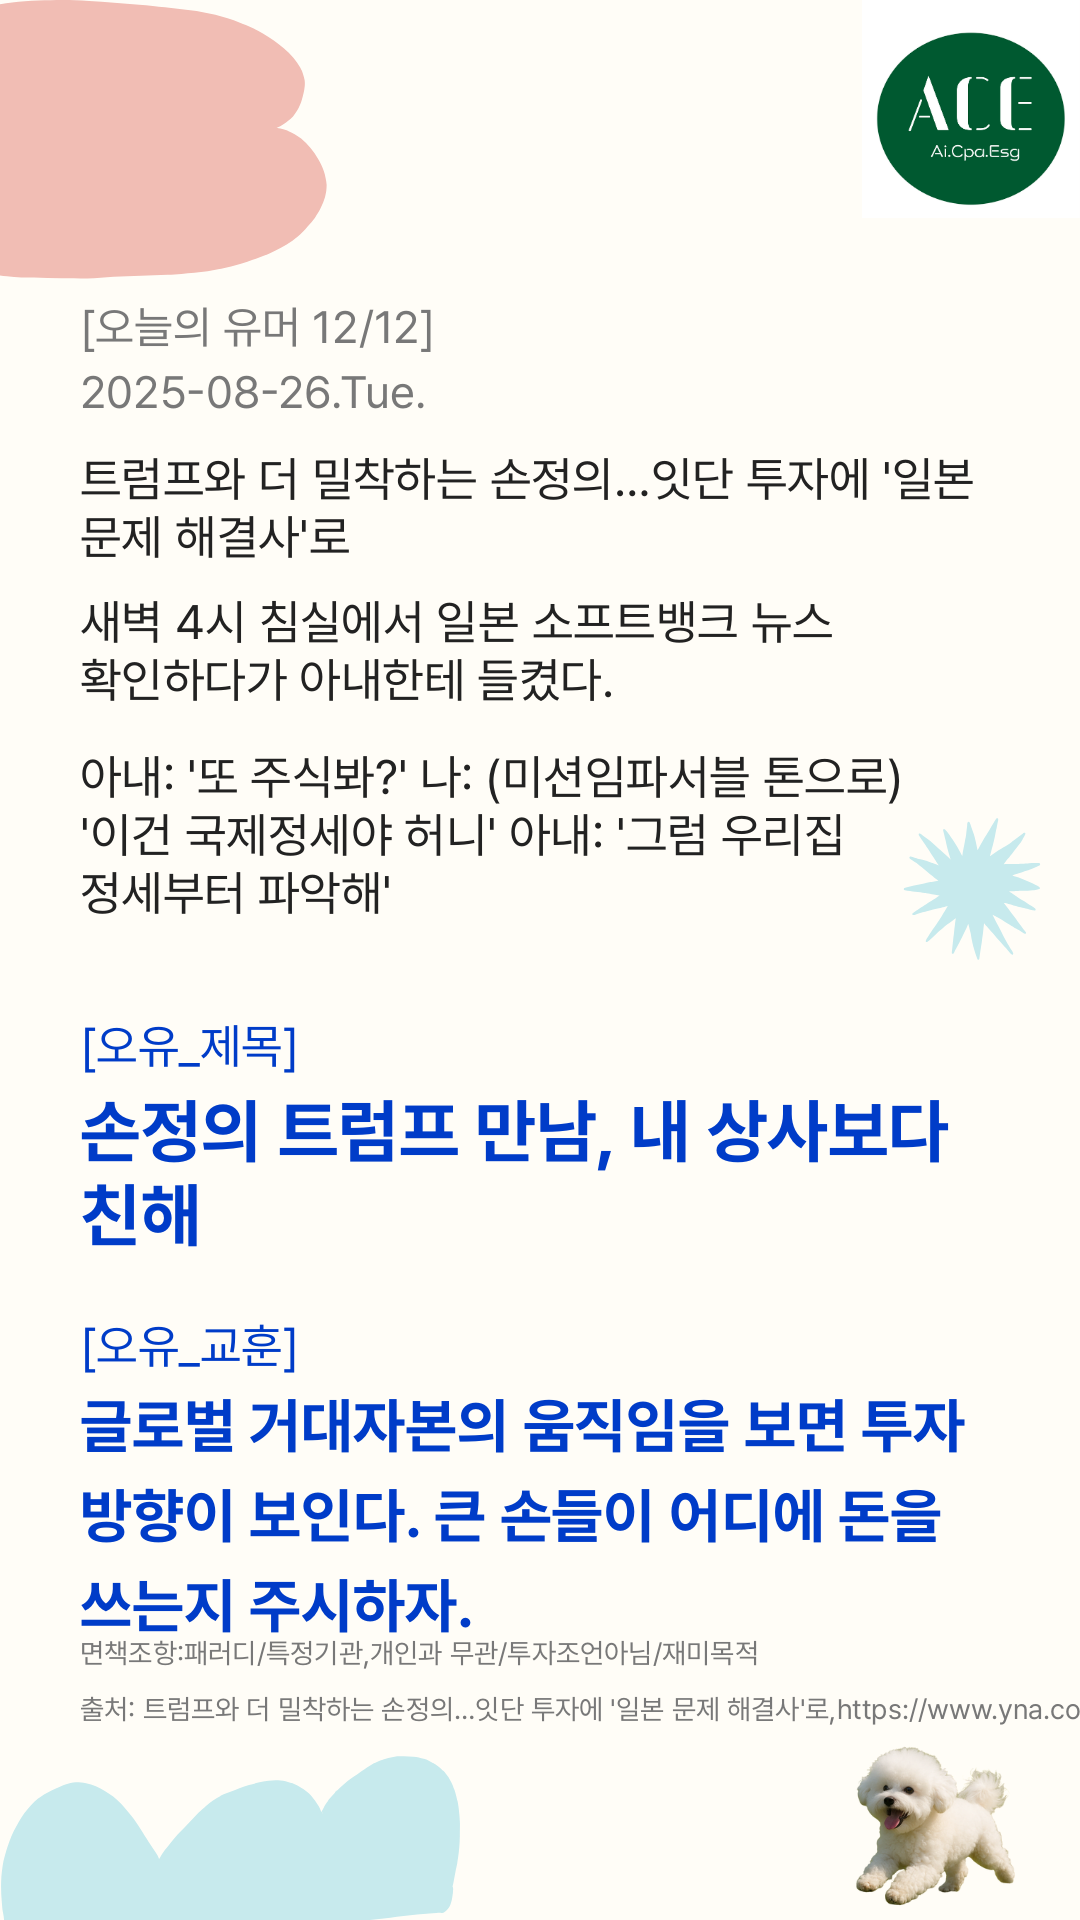 ACE
Ai.Cpa.Esg
[오늘의 유머 12/12]
2025-08-26.Tue.
트럼프와 더 밀착하는 손정의...잇단 투자에 '일본
문제 해결사'로
새벽 4시 침실에서 일본 소프트뱅크 뉴스
확인하다가 아내한테 들켰다.
아내: '또 주식봐?' 나: (미션임파서블 톤으로)
'이건 국제정세야 허니' 아내: '그럼 우리집
정세부터 파악해'
[오유_제목]
손정의 트럼프 만남, 내 상사보다
친해
[오유_교훈]
글로벌 거대자본의 움직임을 보면 투자
방향이 보인다. 큰 손들이 어디에 돈을
쓰는지 주시하자.
면책조항:패러디/특정기관,개인과 무관/투자조언아님/재미목적
출처: 트럼프와 더 밀착하는 손정의...잇단 투자에 '일본 문제 해결사'로,https://www.yna.co